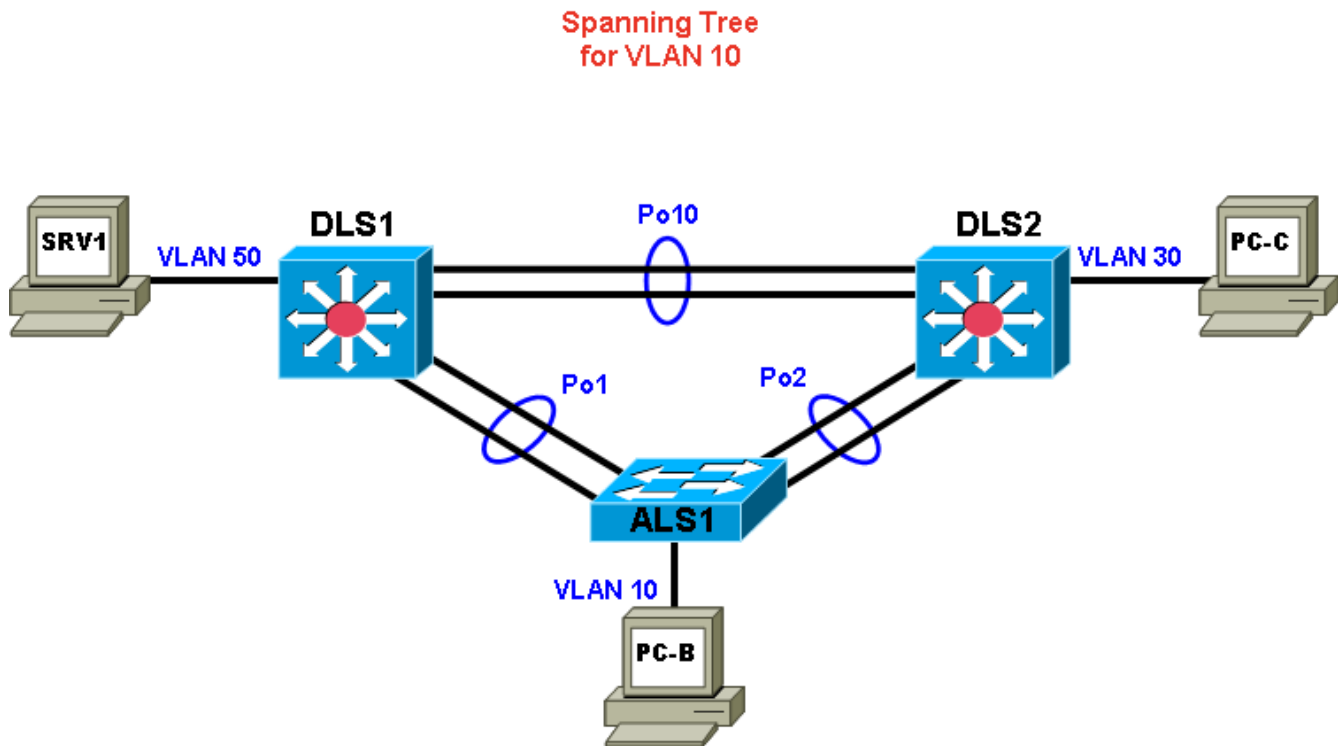 Spanning Tree
for VLAN 10
DLS1
Po10
DLS2
SRV1
VLAN 50
VLAN 30
PC-C
Po1
Po2
ALS1
VLAN 10
PC-B